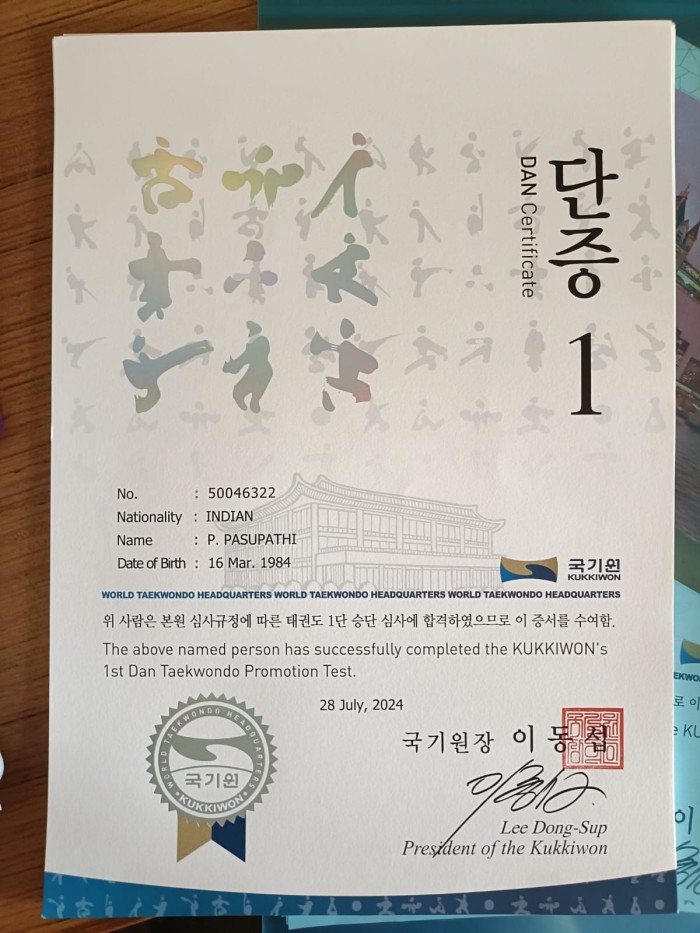 단증
DAN Certificate
1
No. : 50046322
Nationality : INDIAN
Name : P. PASUPATHI
Date of Birth : 16 Mar. 1984
국기원
KUKKIWON
WORLD TAEKWONDO HEADQUARTERS WORLD TAEKWONDO HEADQUARTERS WORLD TAEKWONDO HEADQUARTERS
위 사람은 본원 심사규정에 따른 태권도 1단 승단 심사에 합격하였으므로 이 증서를 수여함.
The above named person has successfully completed the KUKKIWON's
1st Dan Taekwondo Promotion Test.
28 July, 2024
국기원장 이동섭
Lee Dong-Sup
President of the Kukkiwon
WORLD TAEKWONDO HEADQUARTERS
국기원
KUKKIWON